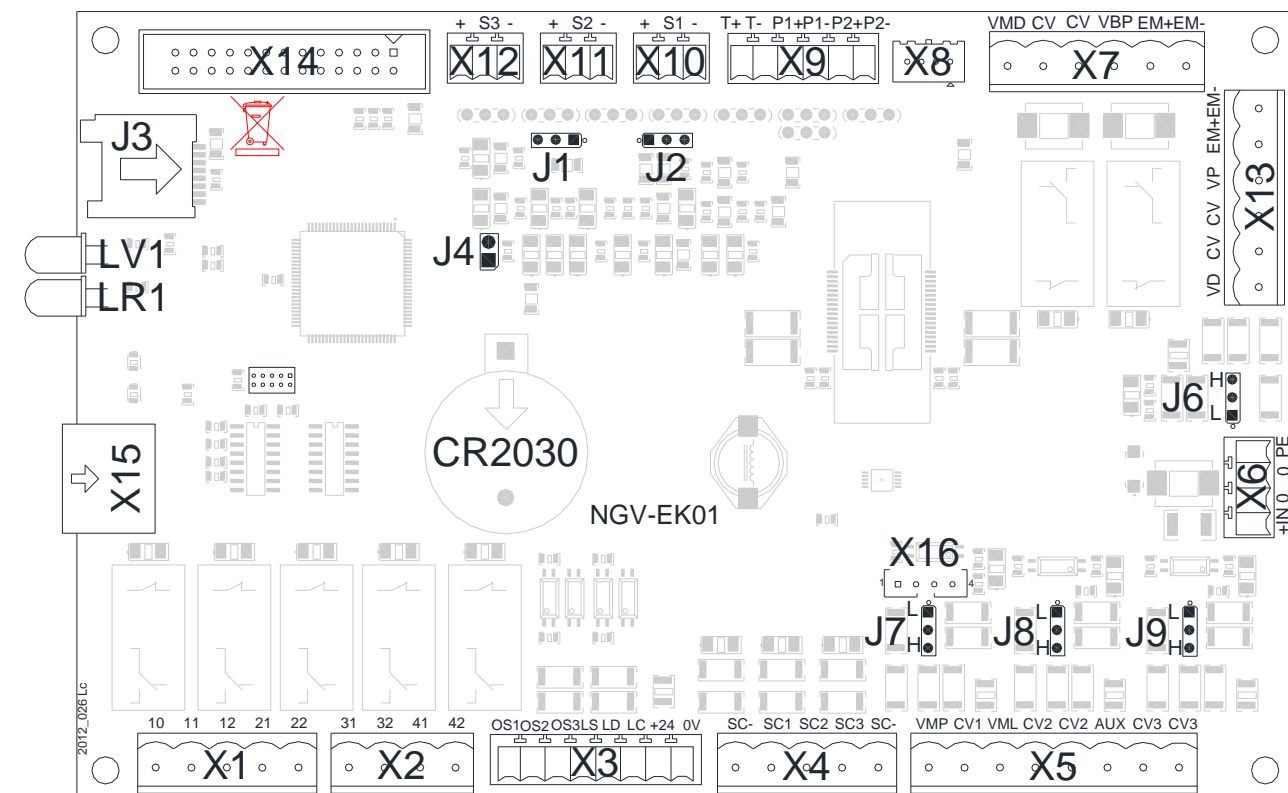 + S3 - + S2 - + S1 - T+ T- P1+ P1- P2+ P2- VMD CV CV VBP EM+ EM-
X14 X12 X11 X10 X9 X8 X7
J3
J1 J2
VD CV CV VP EM+ EM-
X13
LV1
J4
LR1
H
J6
L
CR2030
X15
X6
+IN 0 0 PE
NGV-EK01
X16
1 4
L L L
J7 J8 J9
H H H
2012_026 Lc
10 11 12 21 22 31 32 41 42 OS1 OS2 OS3 LS LD LC +24 0V SC- SC1 SC2 SC3 SC- VMP CV1 VML CV2 CV2 AUX CV3 CV3
X1 X2 X3 X4 X5